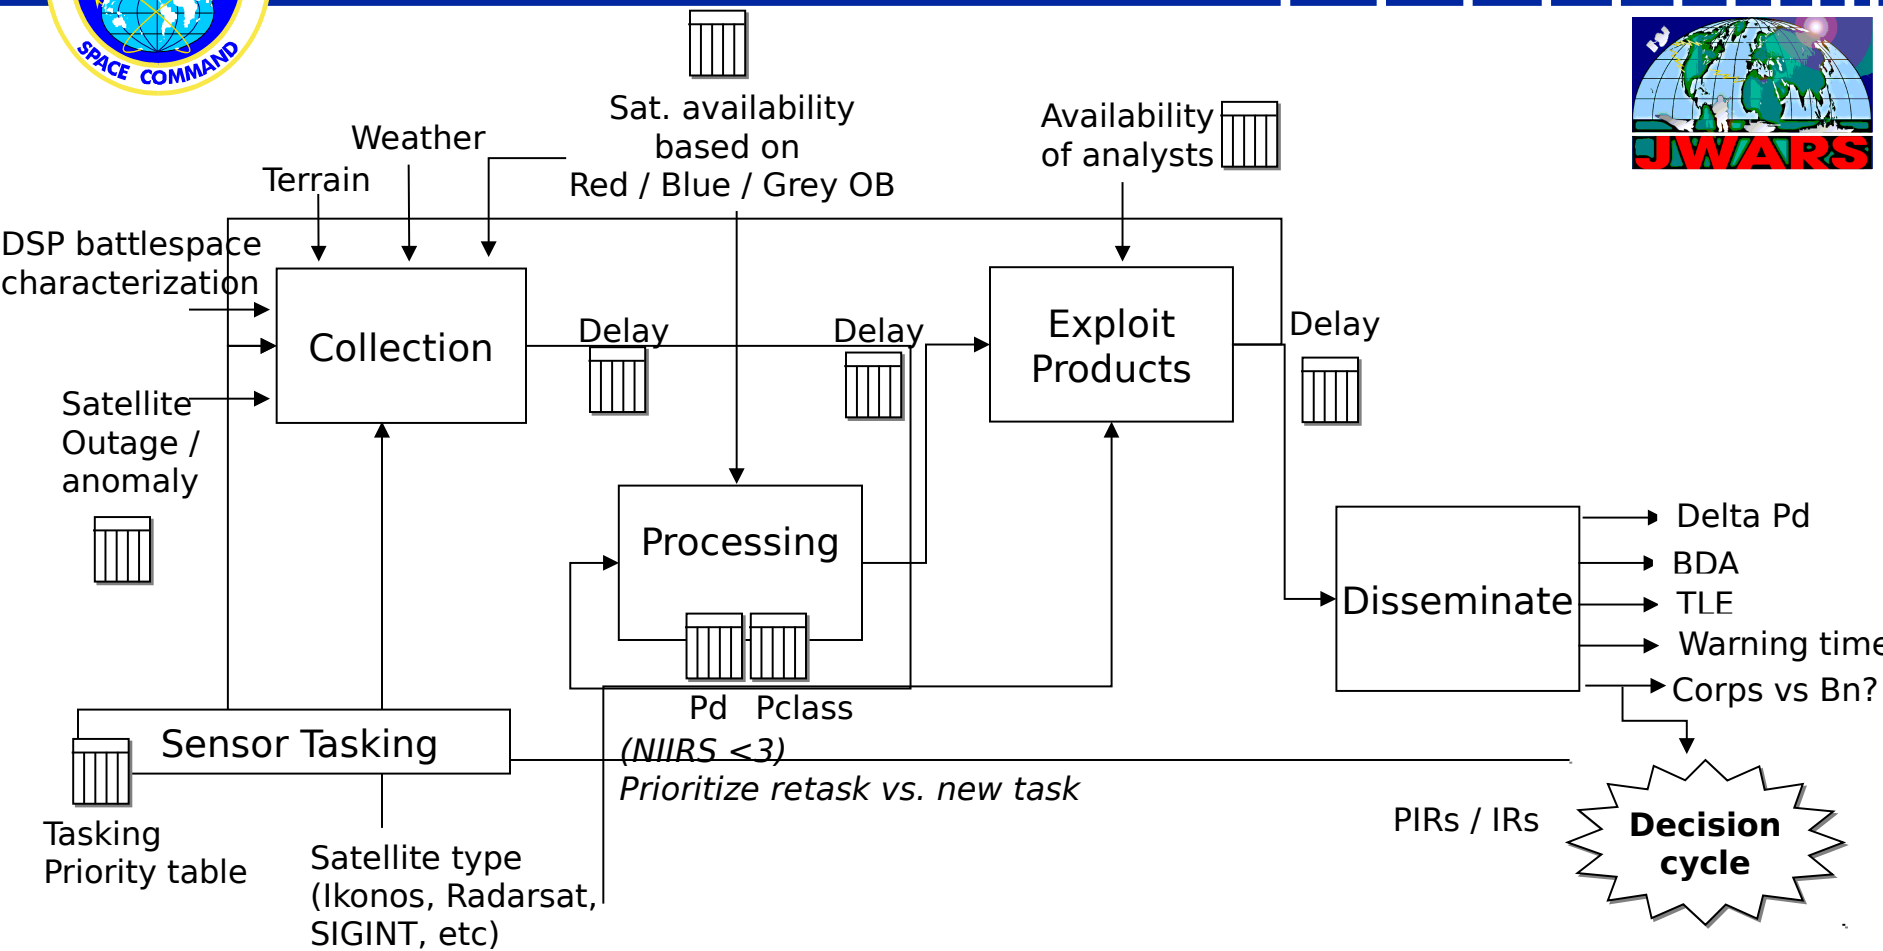 SPACE COMMAND
JWARS
Sat. availability
based on
Red / Blue / Grey OB
Availability
of analysts
Weather
Terrain
DSP battlespace
characterization
Collection
Delay
Delay
Exploit
Products
Delay
Satellite
Outage /
anomaly
Processing
Pd Pclass
Disseminate
Delta Pd
BDA
TLE
Warning time
Corps vs Bn?
Sensor Tasking
(NIIRS <3)
Prioritize retask vs. new task
Tasking
Priority table
Satellite type
(Ikonos, Radarsat,
SIGINT, etc)
PIRs / IRs
Decision
cycle